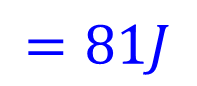 = 81J